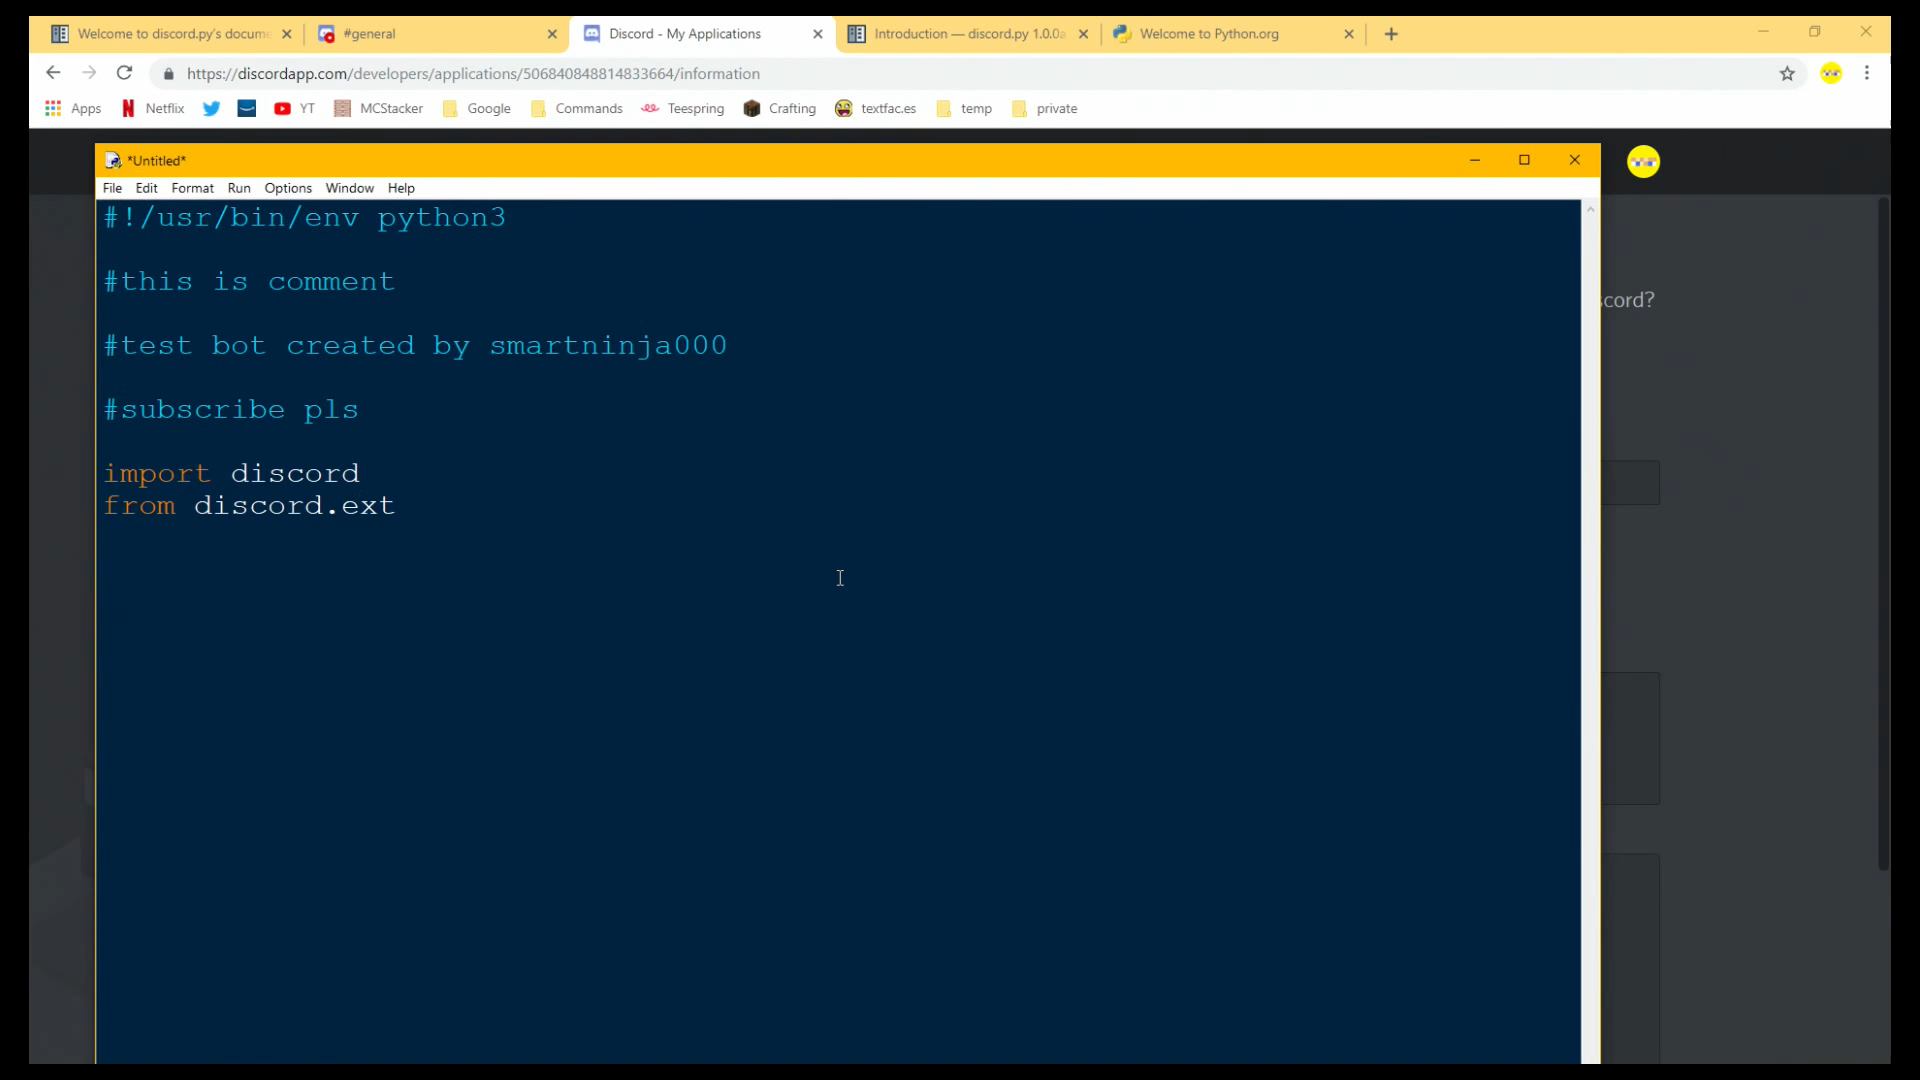 Welcome to discord.py's docume
#general
Discord - My Applications
Introduction — discord.py 1.0.0a
Welcome to Python.org
https://discordapp.com/developers/applications/506840848814833664/information
Apps Netflix YT MCStacker Google Commands Teespring Crafting textfac.es temp private
*Untitled*
File Edit Format Run Options Window Help
#!/usr/bin/env python3
#this is comment
scord?
#test bot created by smartninja000
#subscribe pls
import discord
from discord.ext